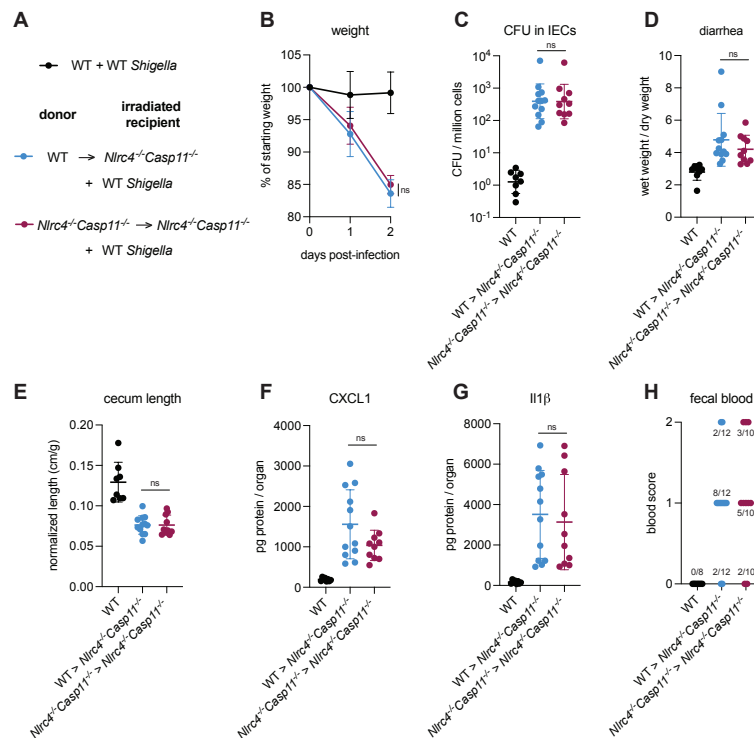 A
WT + WT Shigella
donor
irradiated
recipient
WT → Nlrc4-/-Casp11-/-
+ WT Shigella
Nlrc4-/-Casp11-/- → Nlrc4-/-Casp11-/-
+ WT Shigella
B
weight
% of starting weight
105
100
95
90
85
80
0
1
2
ns
days post-infection
C
CFU in IECs
CFU / million cells
10^4
10^3
10^2
10^1
10^0
10^-1
ns
WT
WT > Nlrc4-/-Casp11-/-
Nlrc4-/-Casp11-/- > Nlrc4-/-Casp11-/-
D
diarrhea
wet weight / dry weight
10
8
6
4
2
0
ns
WT
WT > Nlrc4-/-Casp11-/-
Nlrc4-/-Casp11-/- > Nlrc4-/-Casp11-/-
E
cecum length
normalized length (cm/g)
0.20
0.15
0.10
0.05
0.00
ns
WT
WT > Nlrc4-/-Casp11-/-
Nlrc4-/-Casp11-/- > Nlrc4-/-Casp11-/-
F
CXCL1
pg protein / organ
4000
3000
2000
1000
0
ns
WT
WT > Nlrc4-/-Casp11-/-
Nlrc4-/-Casp11-/- > Nlrc4-/-Casp11-/-
G
Il1β
pg protein / organ
8000
6000
4000
2000
0
ns
WT
WT > Nlrc4-/-Casp11-/-
Nlrc4-/-Casp11-/- > Nlrc4-/-Casp11-/-
H
fecal blood
blood score
2
1
0
2/12
3/10
8/12
5/10
0/8
2/12
2/10
WT
WT > Nlrc4-/-Casp11-/-
Nlrc4-/-Casp11-/- > Nlrc4-/-Casp11-/-